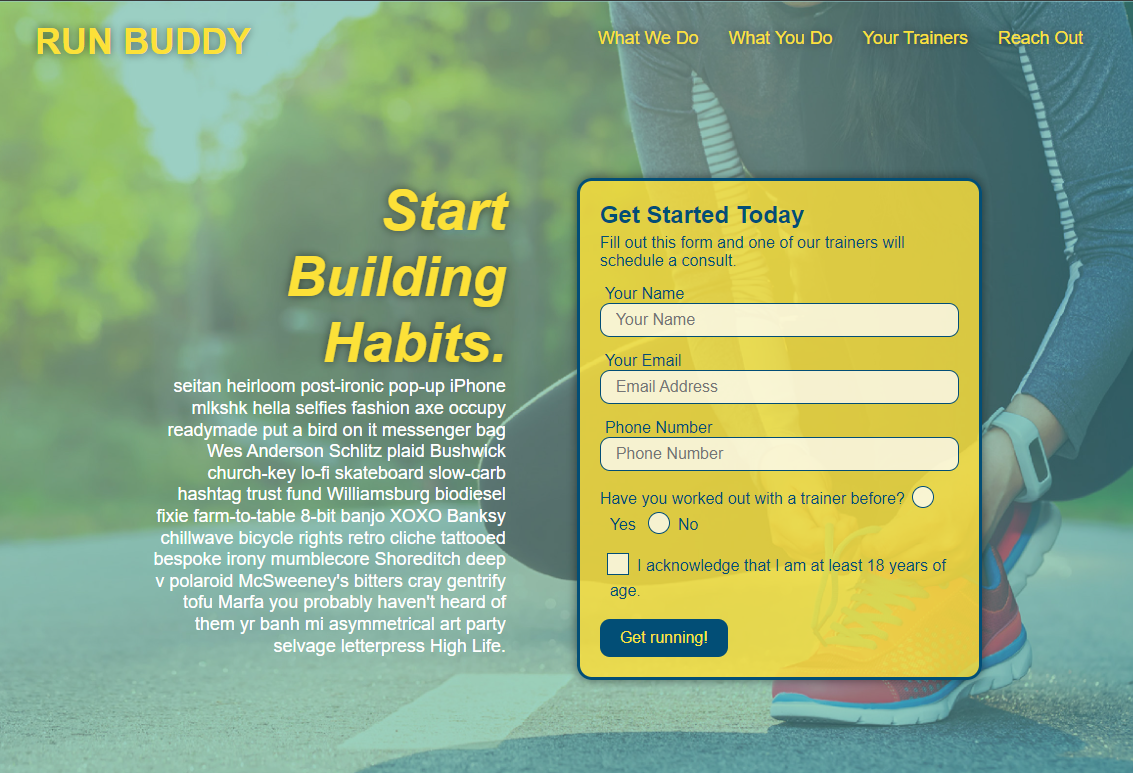 RUN BUDDY
What We Do What You Do Your Trainers Reach Out
Start
Building
Habits.
seitan heirloom post-ironic pop-up iPhone
mlkshk hella selfies fashion axe occupy
readymade put a bird on it messenger bag
Wes Anderson Schlitz plaid Bushwick
church-key lo-fi skateboard slow-carb
hashtag trust fund Williamsburg biodiesel
fixie farm-to-table 8-bit banjo XOXO Banksy
chillwave bicycle rights retro cliche tattooed
bespoke irony mumblecore Shoreditch deep
v polaroid McSweeney's bitters cray gentrify
tofu Marfa you probably haven't heard of
them yr banh mi asymmetrical art party
selvage letterpress High Life.
Get Started Today
Fill out this form and one of our trainers will
schedule a consult.
Your Name
Your Name
Your Email
Email Address
Phone Number
Phone Number
Have you worked out with a trainer before?
Yes No
I acknowledge that I am at least 18 years of
age.
Get running!